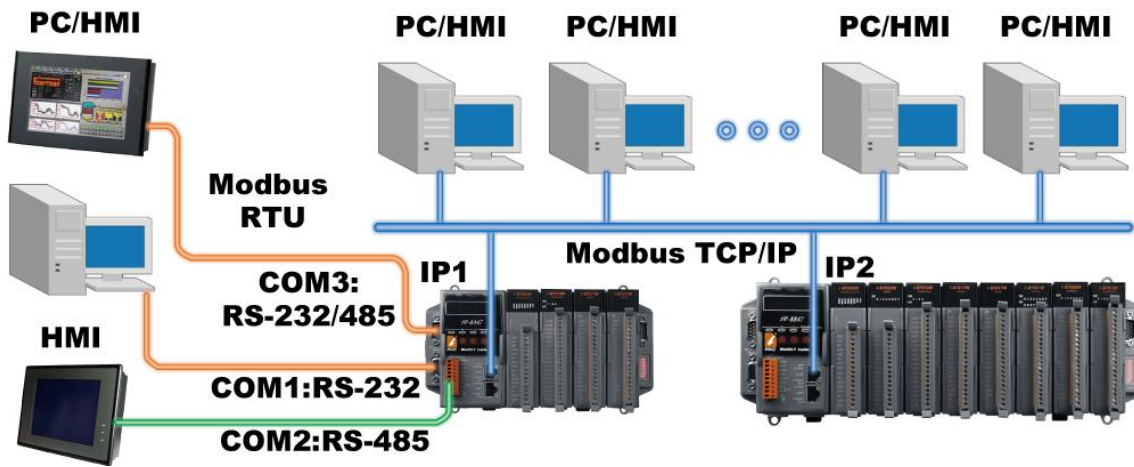 PC/HMI
PC/HMI
PC/HMI
PC/HMI
PC/HMI
Modbus
RTU
Modbus TCP/IP
IP1
IP2
COM3:
RS-232/485
HMI
COM1:RS-232
COM2:RS-485